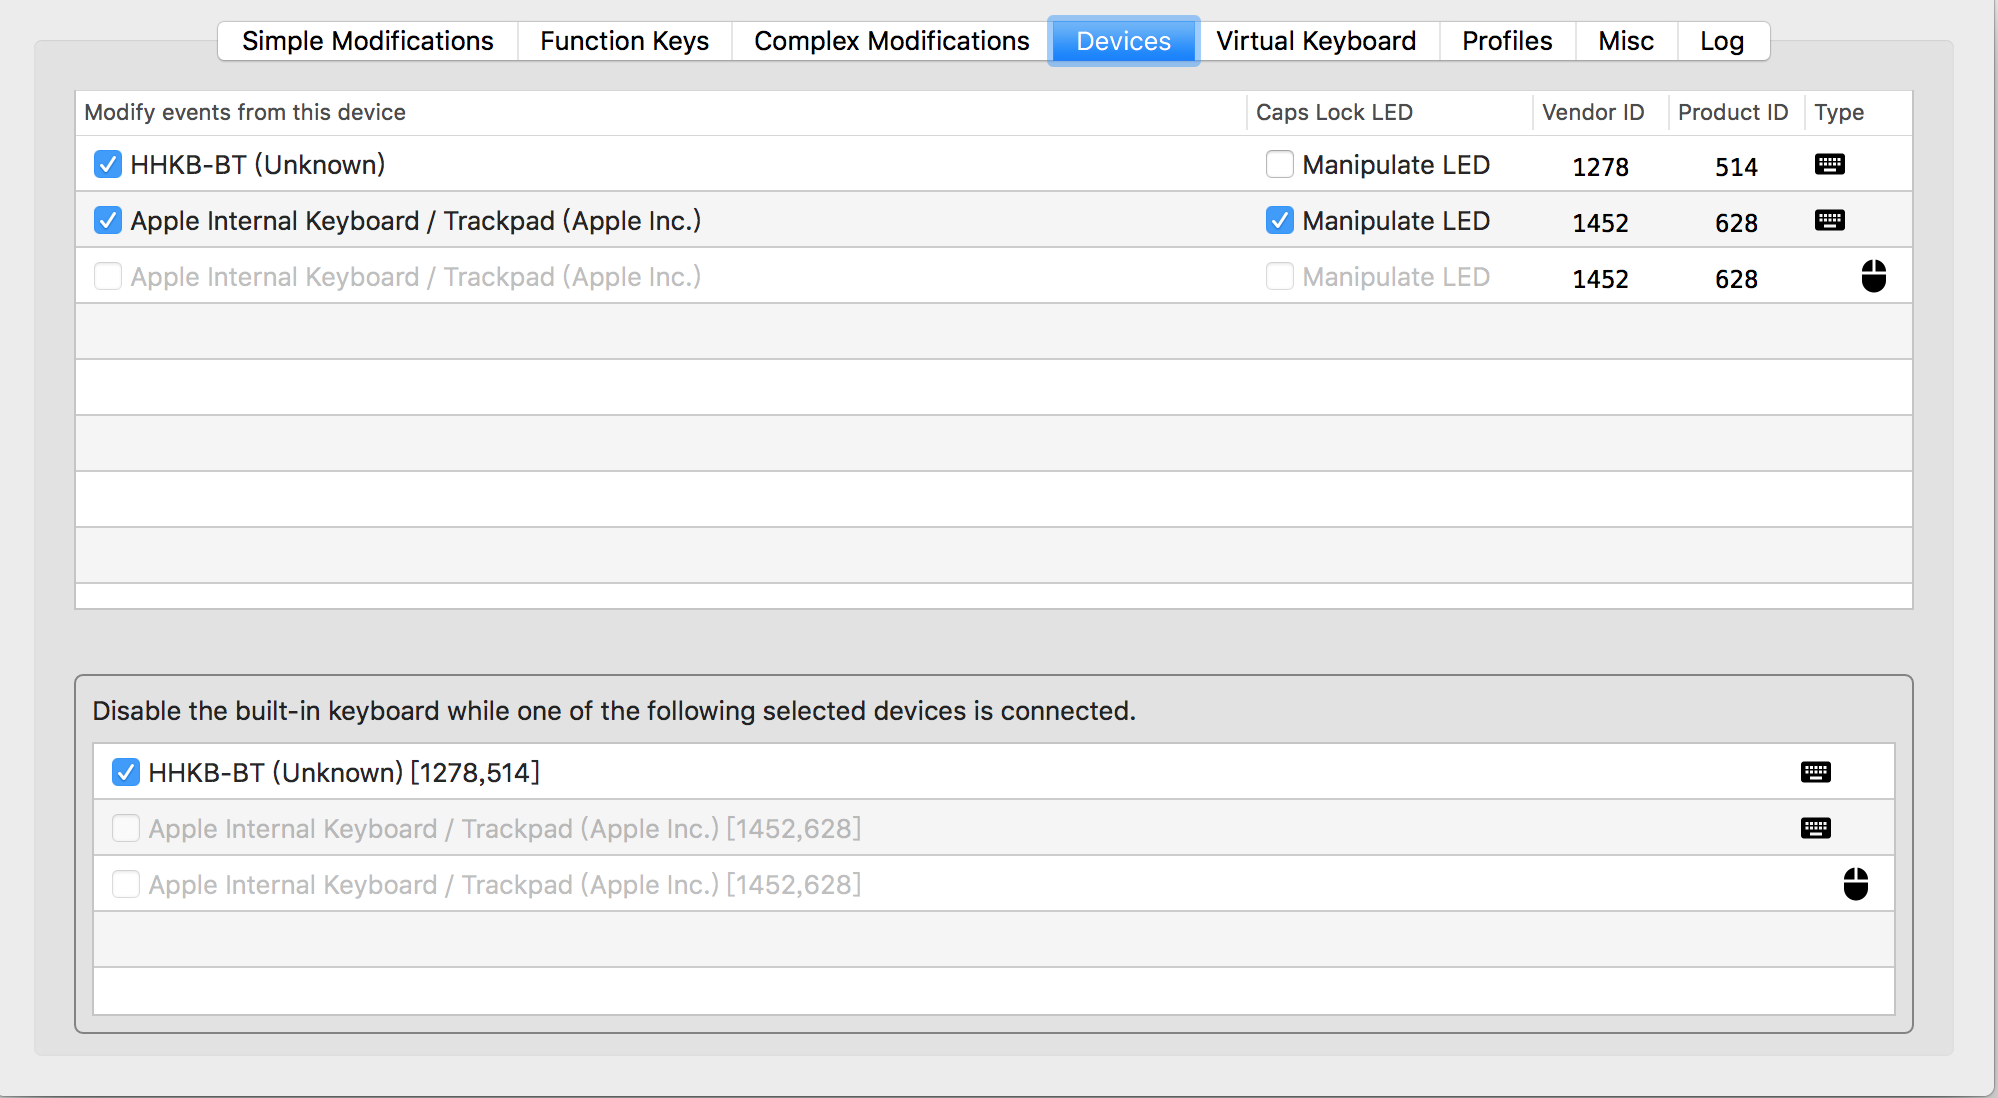 Simple Modifications Function Keys Complex Modifications Devices Virtual Keyboard Profiles Misc Log
Modify events from this device Caps Lock LED Vendor ID Product ID Type
HHKB-BT (Unknown) Manipulate LED 1278 514
Apple Internal Keyboard / Trackpad (Apple Inc.) Manipulate LED 1452 628
Apple Internal Keyboard / Trackpad (Apple Inc.) Manipulate LED 1452 628
Disable the built-in keyboard while one of the following selected devices is connected.
HHKB-BT (Unknown) [1278,514]
Apple Internal Keyboard / Trackpad (Apple Inc.) [1452,628]
Apple Internal Keyboard / Trackpad (Apple Inc.) [1452,628]